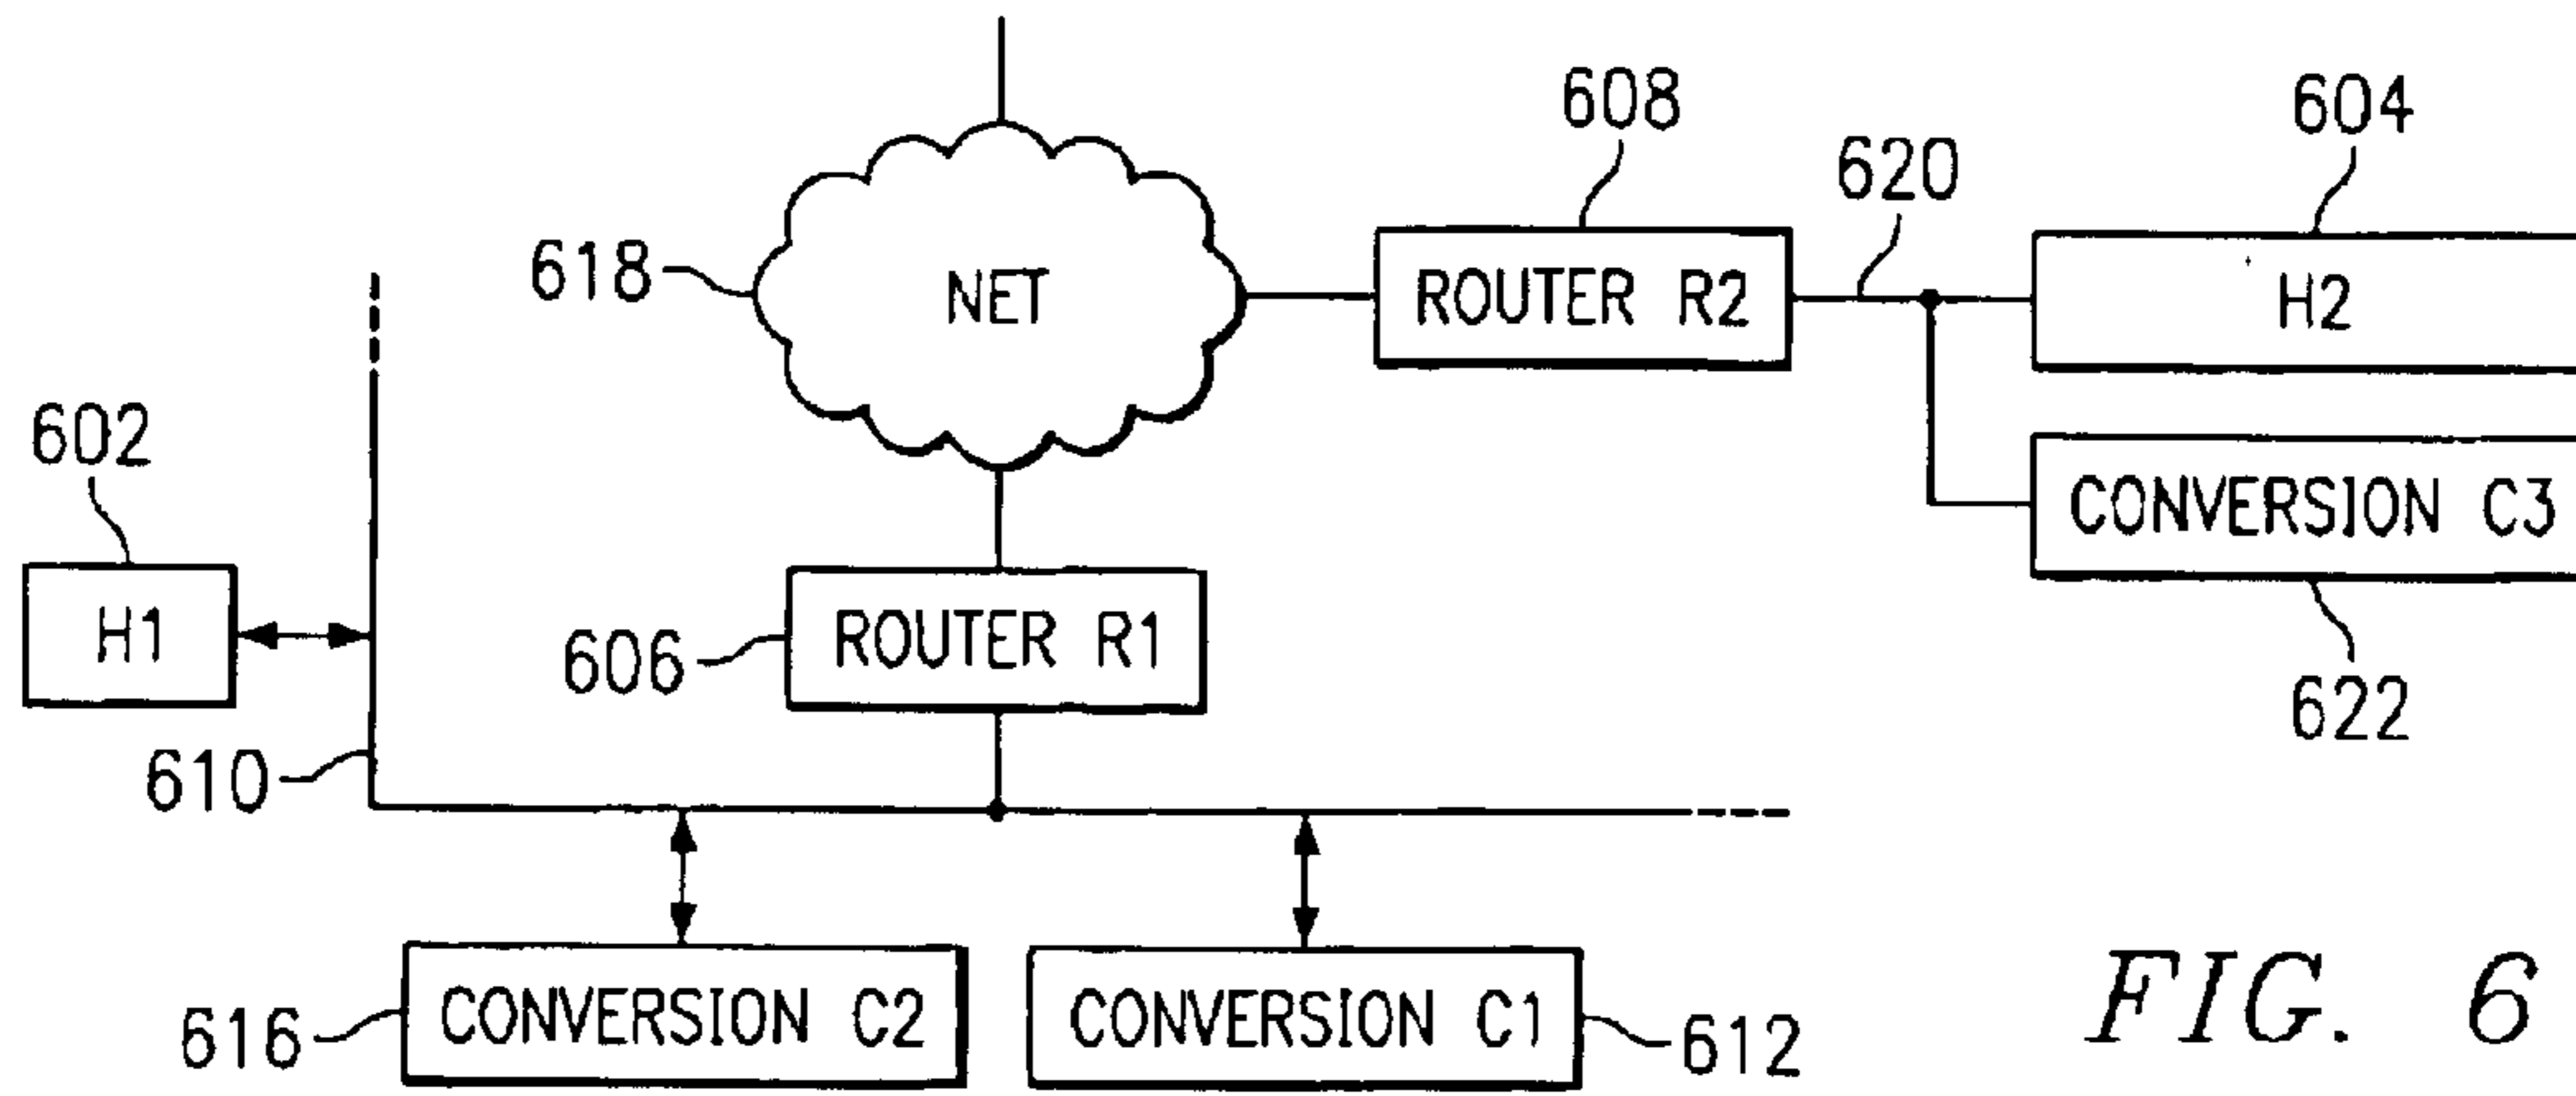 608
604
620
618
NET
ROUTER R2
H2
602
CONVERSION C3
H1
606
ROUTER R1
622
610
616
CONVERSION C2
CONVERSION C1
612
FIG. 6